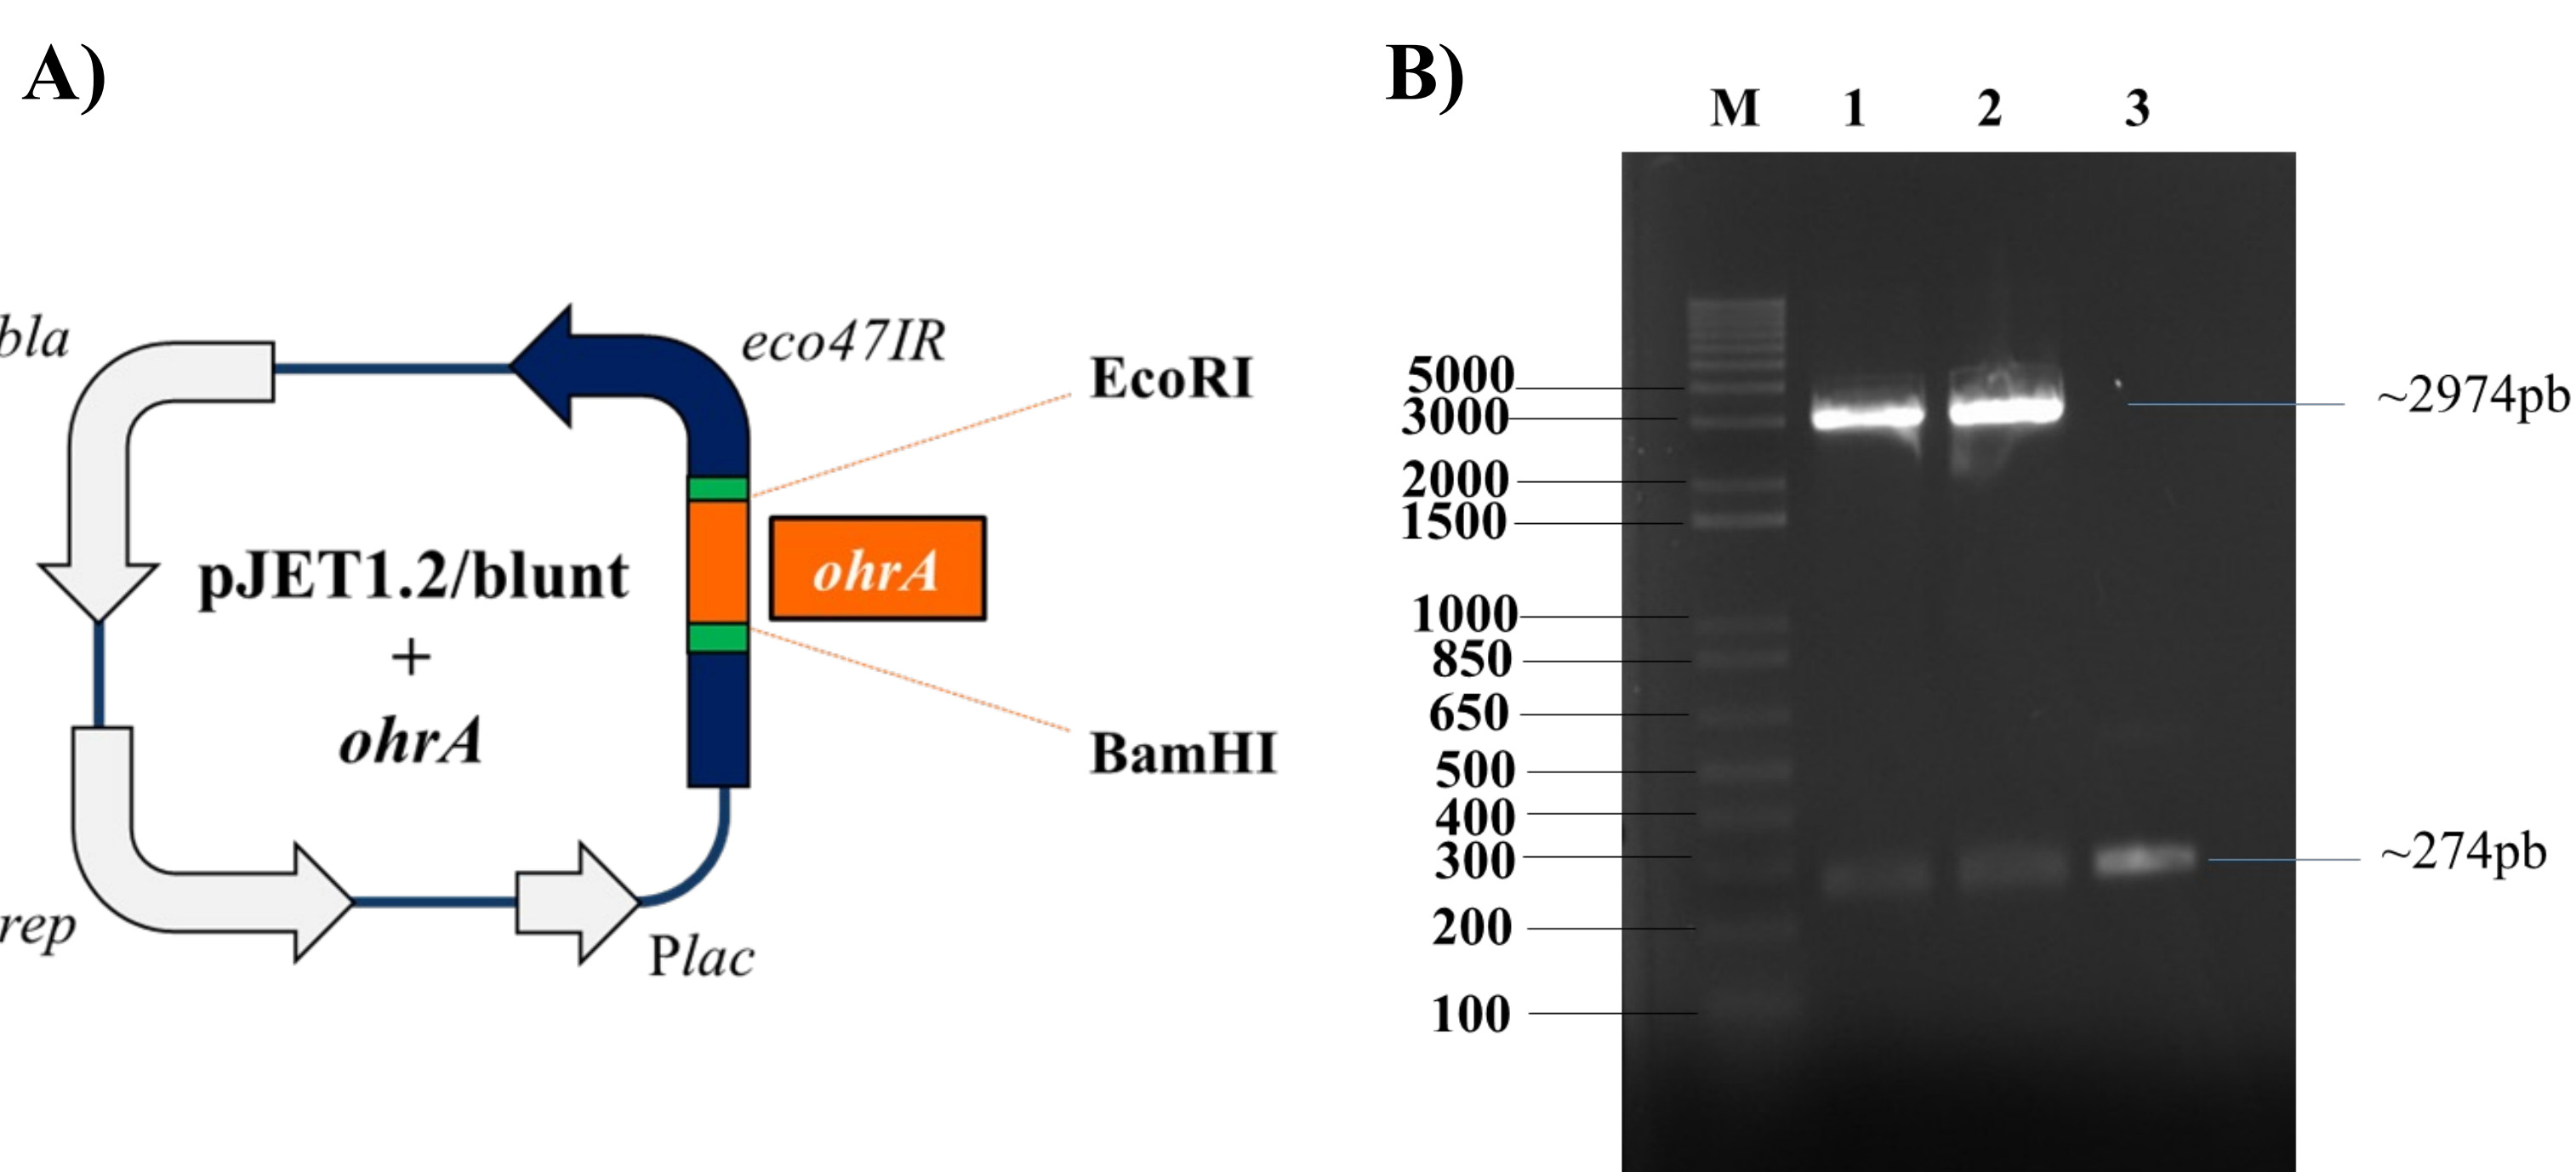 A)
bla
eco47IR
EcoRI
pJET1.2/blunt
+
ohrA
ohrA
BamHI
rep
Plac
B)
M 1 2 3
5000
3000
2000
1500
1000
850
650
500
400
300
200
100
~2974pb
~274pb